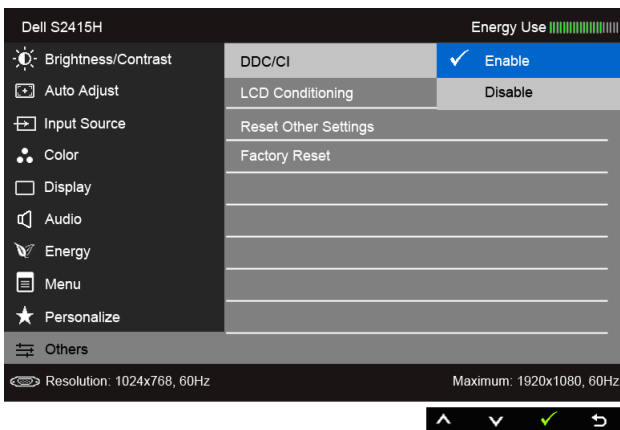 Dell S2415H Energy Use
Brightness/Contrast DDC/CI Enable
Auto Adjust LCD Conditioning Disable
Input Source Reset Other Settings
Color Factory Reset
Display
Audio
Energy
Menu
Personalize
Others
Resolution: 1024x768, 60Hz Maximum: 1920x1080, 60Hz